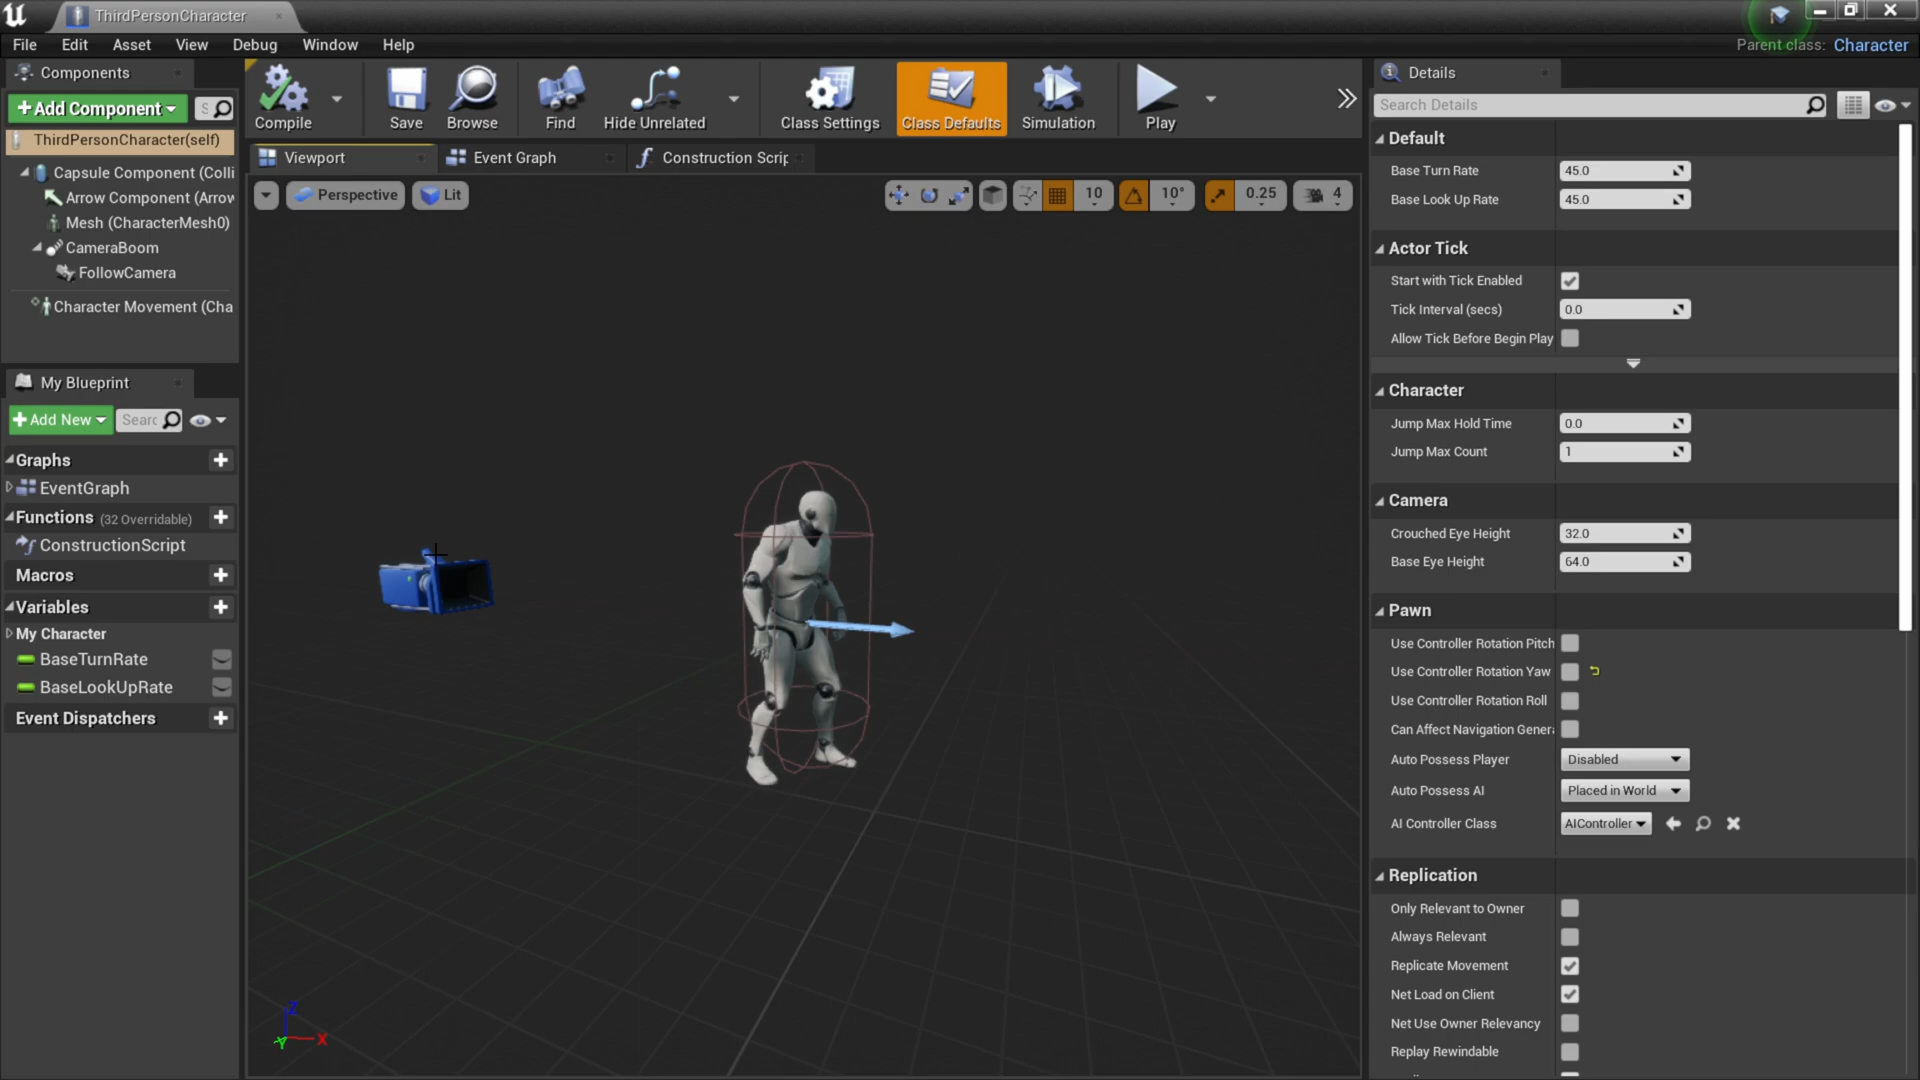 ThirdPersonCharacter
File Edit Asset View Debug Window Help
Parent class: Character
Components
+Add Component
S
ThirdPersonCharacter(self)
Capsule Component (Colli
Arrow Component (Arrow
Mesh (CharacterMesh0)
CameraBoom
FollowCamera
Character Movement (Cha
My Blueprint
+Add New
Searc
Graphs
EventGraph
Functions (32 Overridable)
ConstructionScript
Macros
Variables
My Character
BaseTurnRate
BaseLookUpRate
Event Dispatchers
Compile
Save
Browse
Find
Hide Unrelated
Class Settings
Class Defaults
Simulation
Play
Viewport
Event Graph
Construction Scrip
Perspective
Lit
10
10°
0.25
4
Z
X
Y
Details
Search Details
Default
Base Turn Rate 45.0
Base Look Up Rate 45.0
Actor Tick
Start with Tick Enabled
Tick Interval (secs) 0.0
Allow Tick Before Begin Play
Character
Jump Max Hold Time 0.0
Jump Max Count 1
Camera
Crouched Eye Height 32.0
Base Eye Height 64.0
Pawn
Use Controller Rotation Pitch
Use Controller Rotation Yaw
Use Controller Rotation Roll
Can Affect Navigation Genera
Auto Possess Player Disabled
Auto Possess AI Placed in World
AI Controller Class AIController
Replication
Only Relevant to Owner
Always Relevant
Replicate Movement
Net Load on Client
Net Use Owner Relevancy
Replay Rewindable